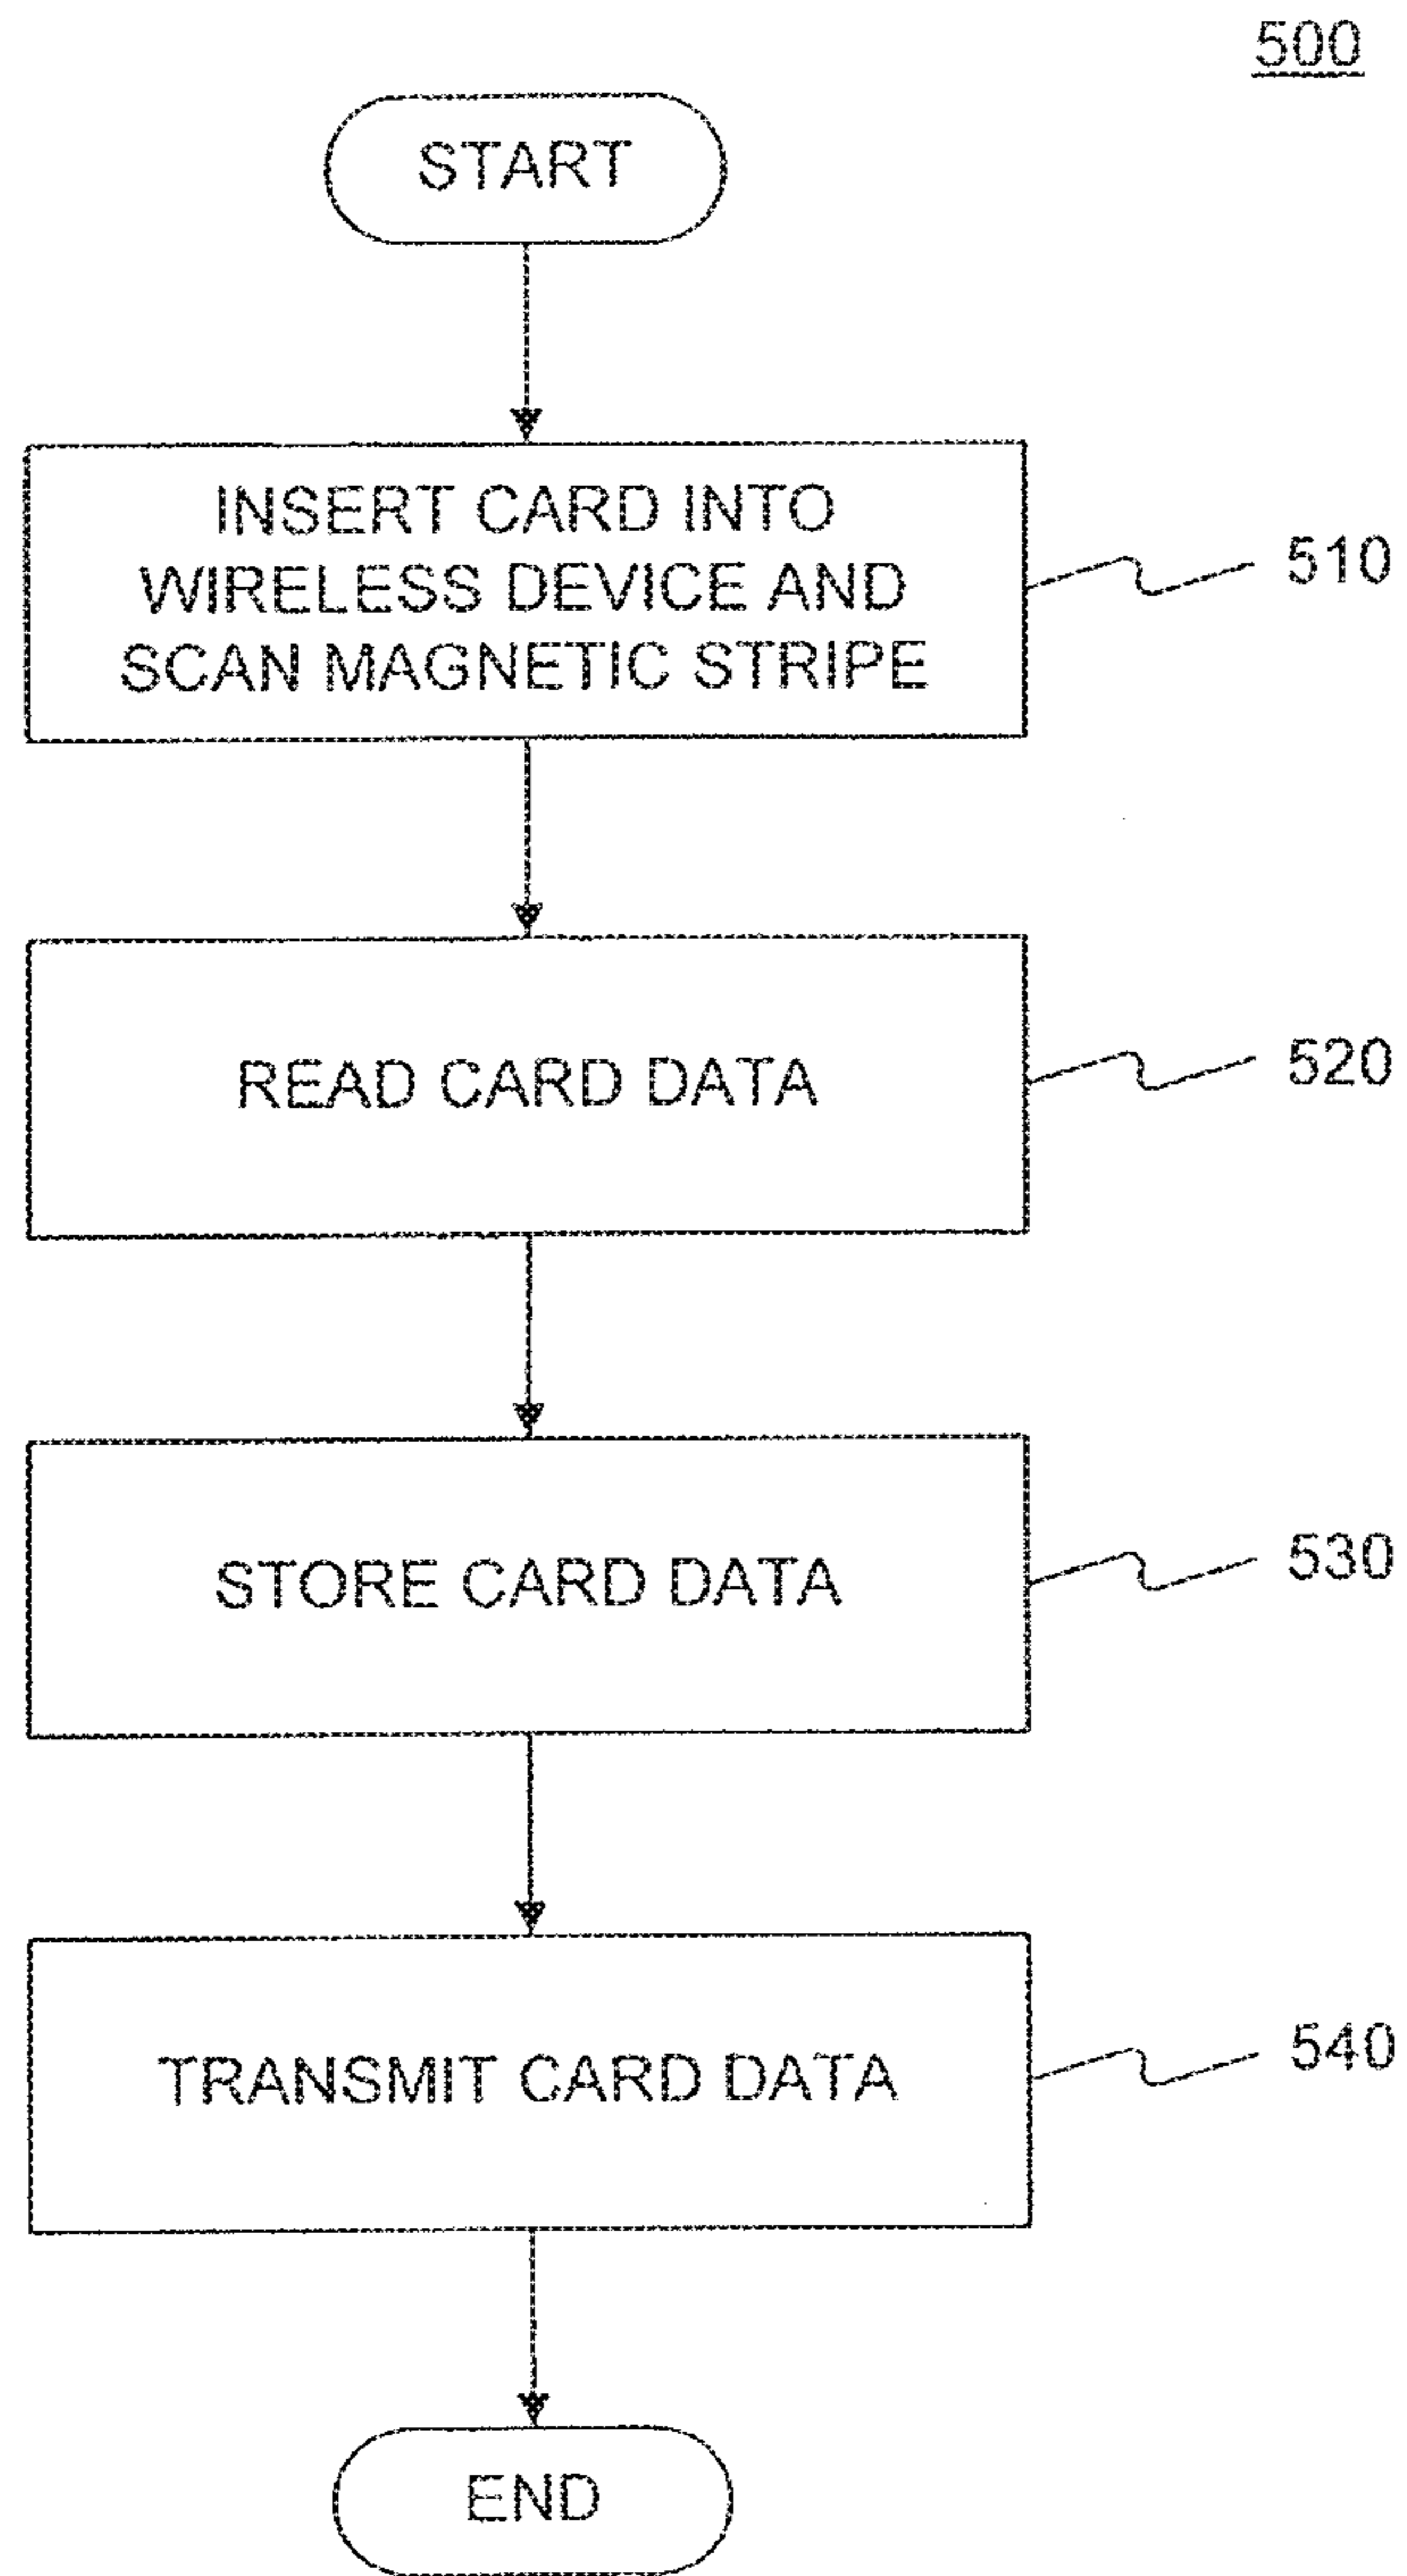 500
START
INSERT CARD INTO
WIRELESS DEVICE AND
SCAN MAGNETIC STRIPE
510
READ CARD DATA
520
STORE CARD DATA
530
TRANSMIT CARD DATA
540
END